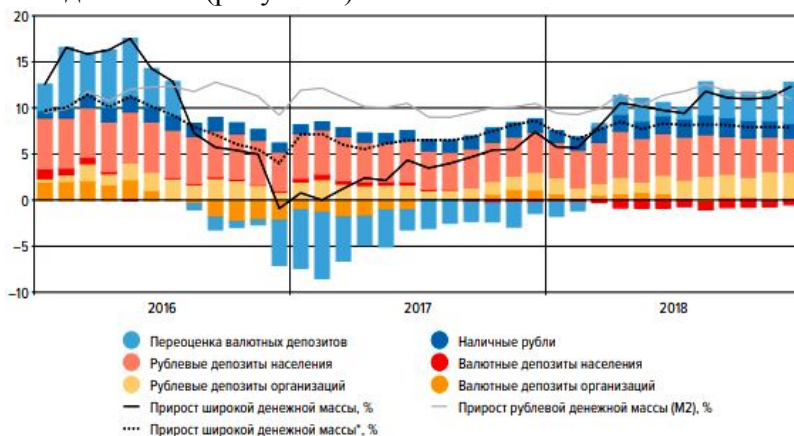 20
15
10
5
0
−5
−10
2016 2017 2018
Переоценка валютных депозитов
Наличные рубли
Рублевые депозиты населения
Валютные депозиты населения
Рублевые депозиты организаций
Валютные депозиты организаций
Прирост широкой денежной массы, %
Прирост рублевой денежной массы (M2), %
Прирост широкой денежной массы*, %